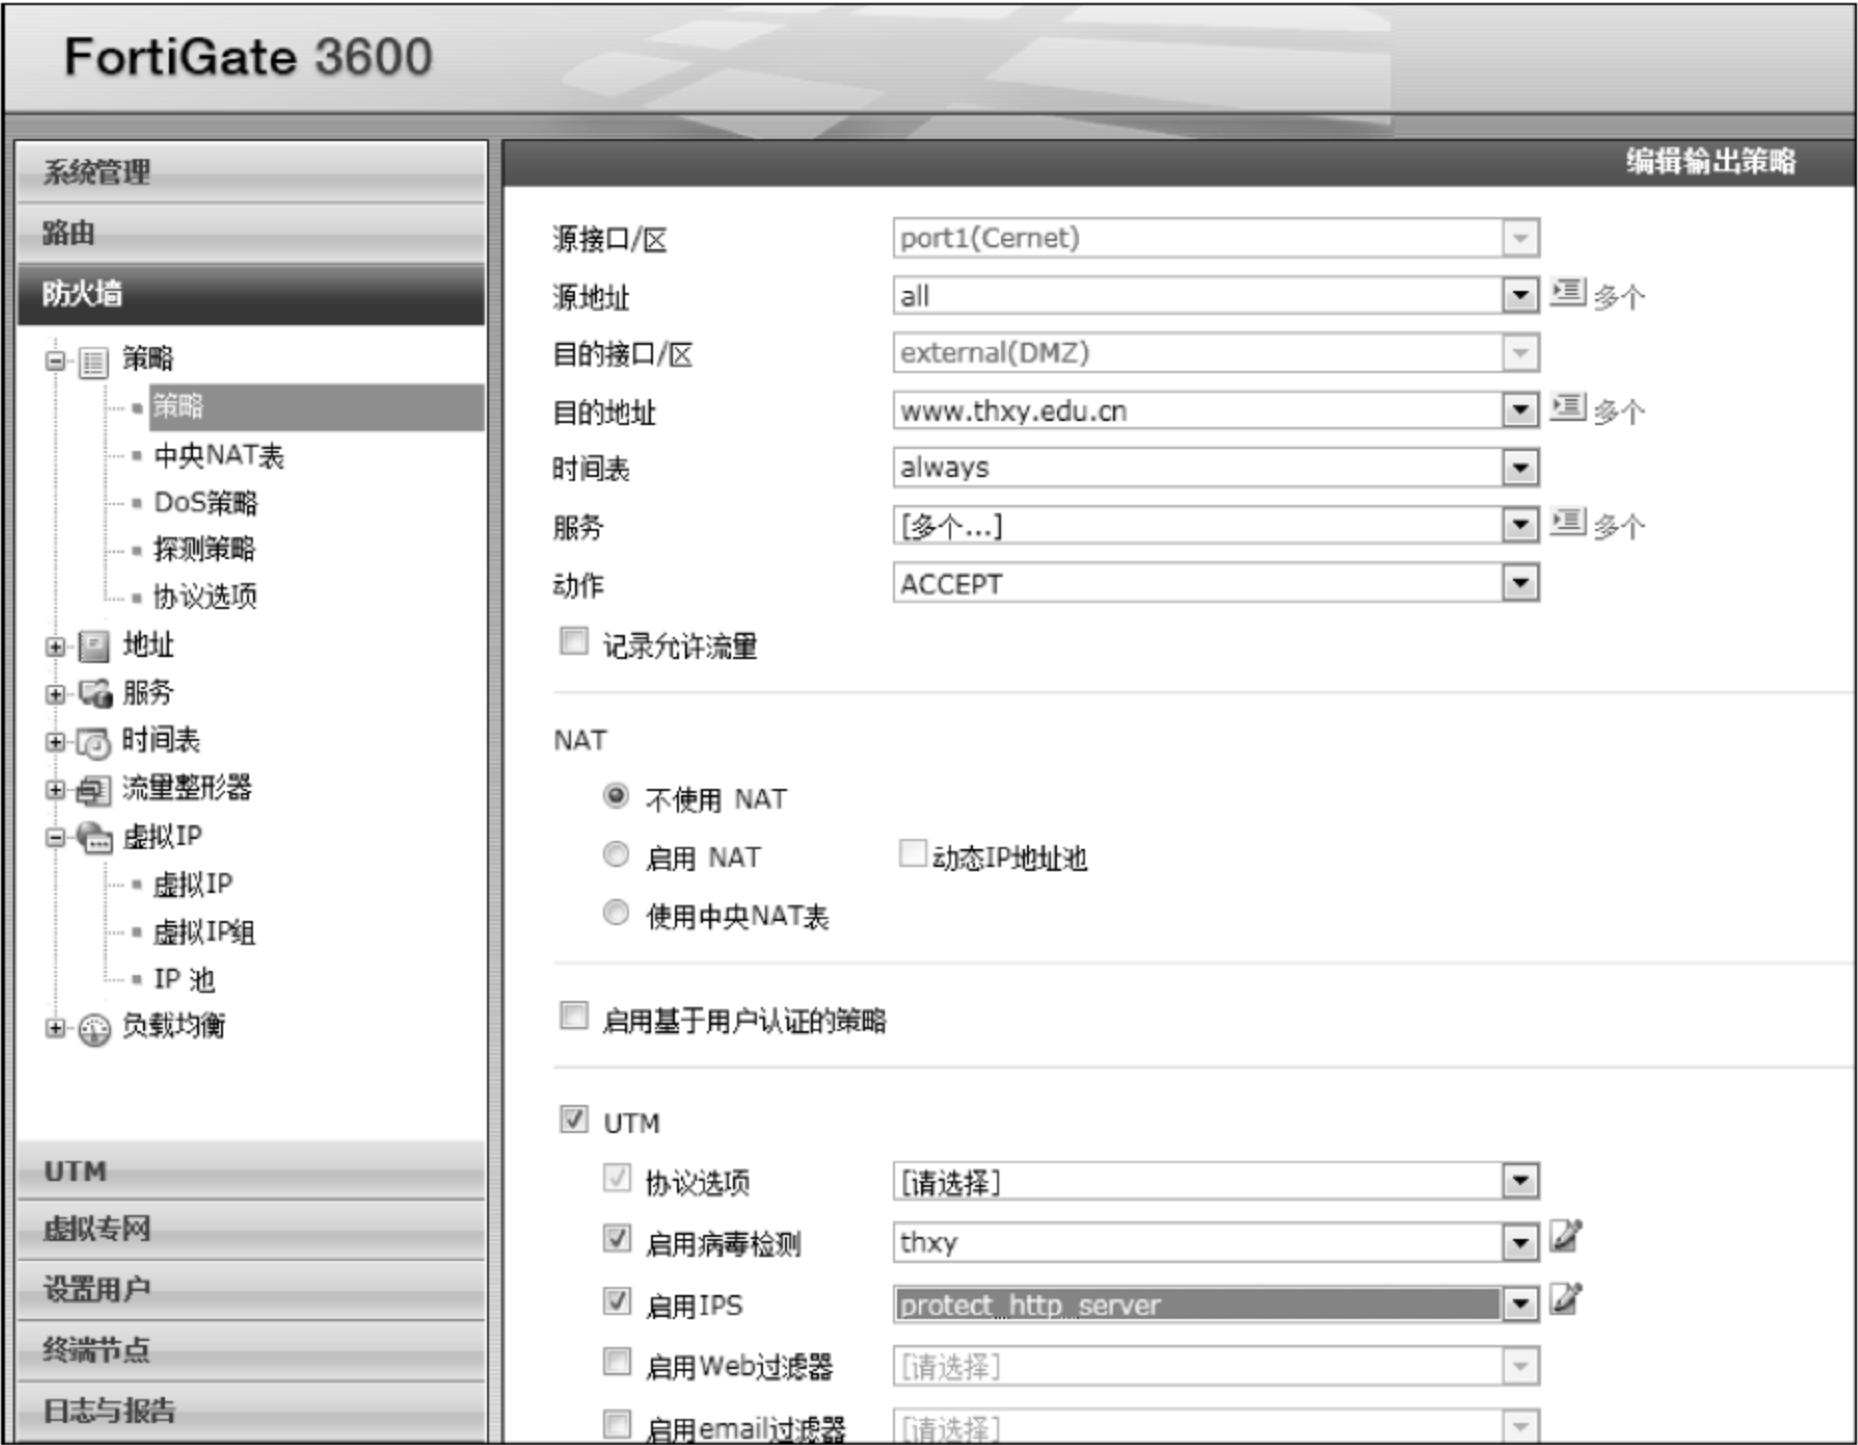 FortiGate 3600
系统管理
路由
防火墙
策略
策略
中央NAT表
DoS策略
探测策略
协议选项
地址
服务
时间表
流量整形器
虚拟IP
虚拟IP
虚拟IP组
IP 池
负载均衡
UTM
虚拟专网
设置用户
终端节点
日志与报告
编辑输出策略
源接口/区 port1(Cernet)
源地址 all 多个
目的接口/区 external(DMZ)
目的地址 www.thxy.edu.cn 多个
时间表 always
服务 [多个...] 多个
动作 ACCEPT
记录允许流量
NAT
不使用 NAT
启用 NAT 动态IP地址池
使用中央NAT表
启用基于用户认证的策略
UTM
协议选项 [请选择]
启用病毒检测 thxy
启用IPS protect_http_server
启用Web过滤器 [请选择]
启用email过滤器 [请选择]